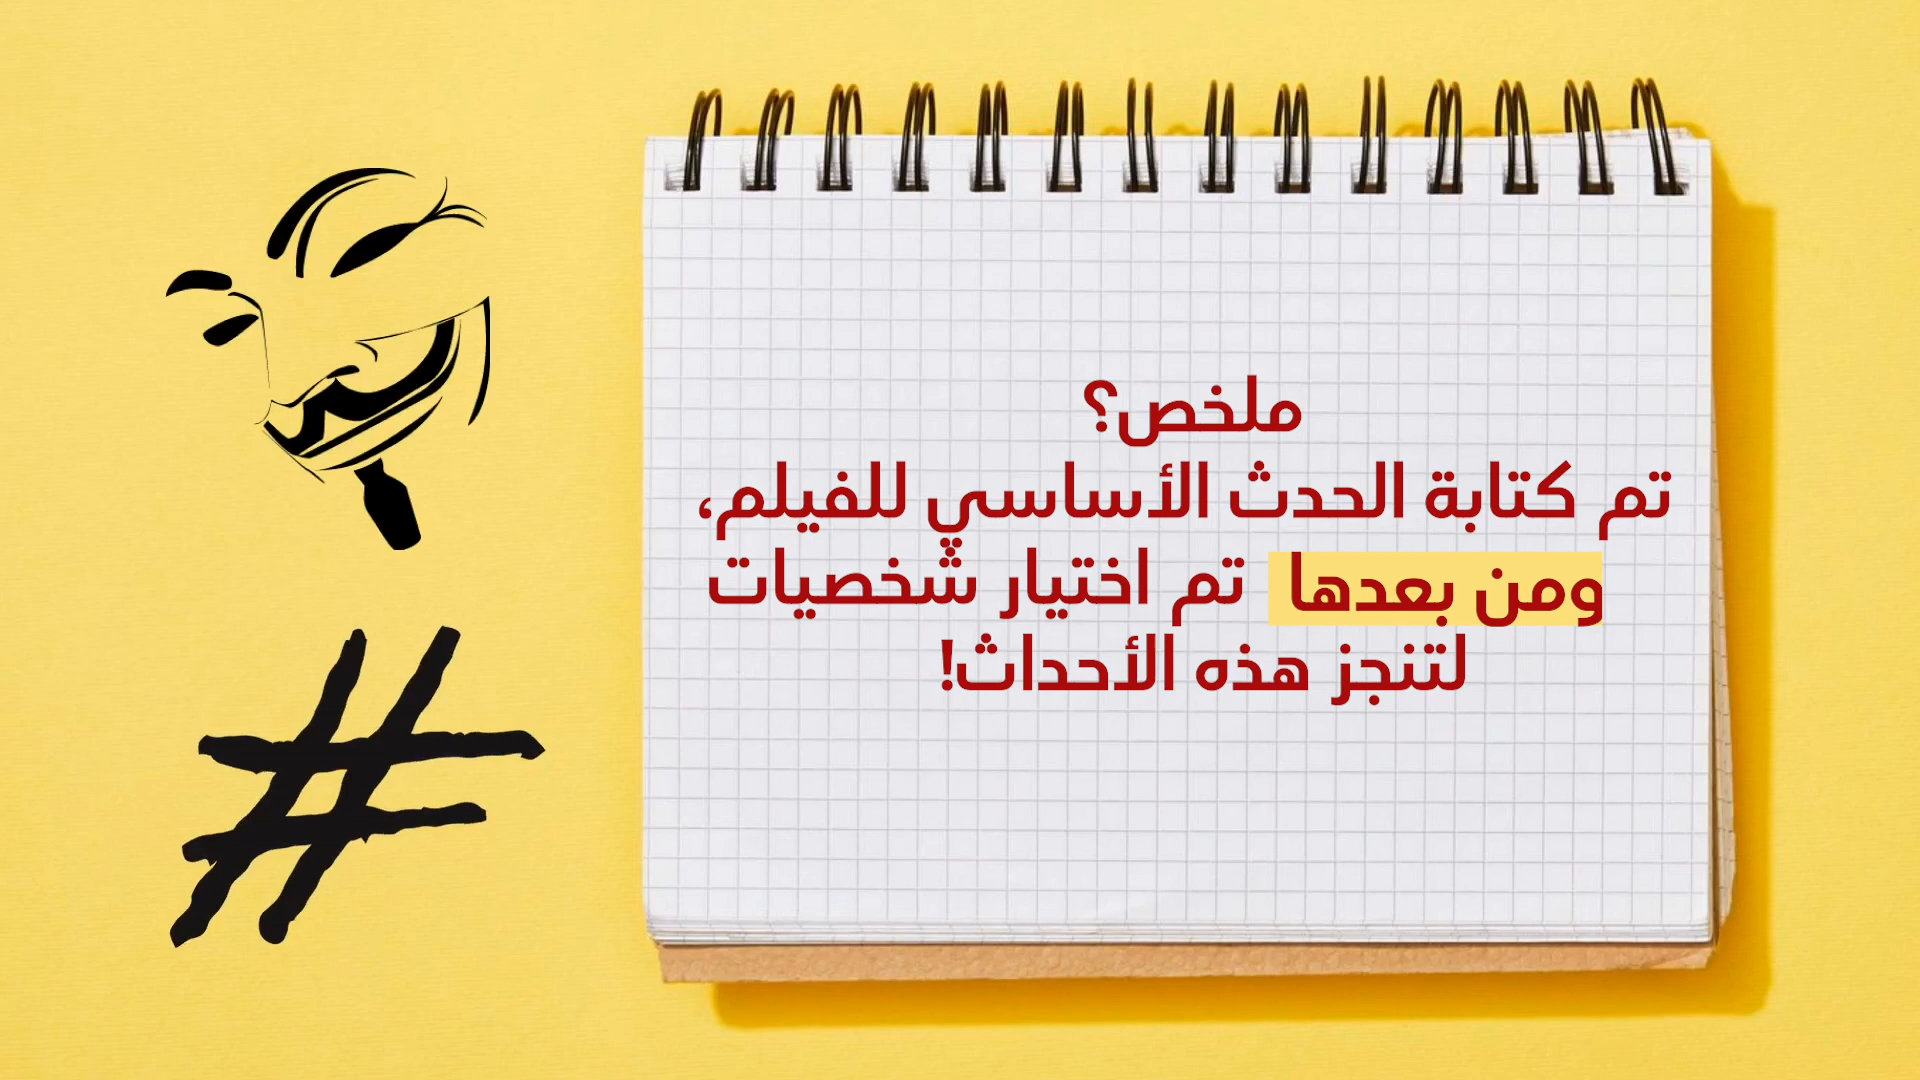 ملخص؟
تم كتابة الحدث الأساسي للفيلم،
ومن بعدها تم اختيار شخصيات
لتنجز هذه الأحداث!
#